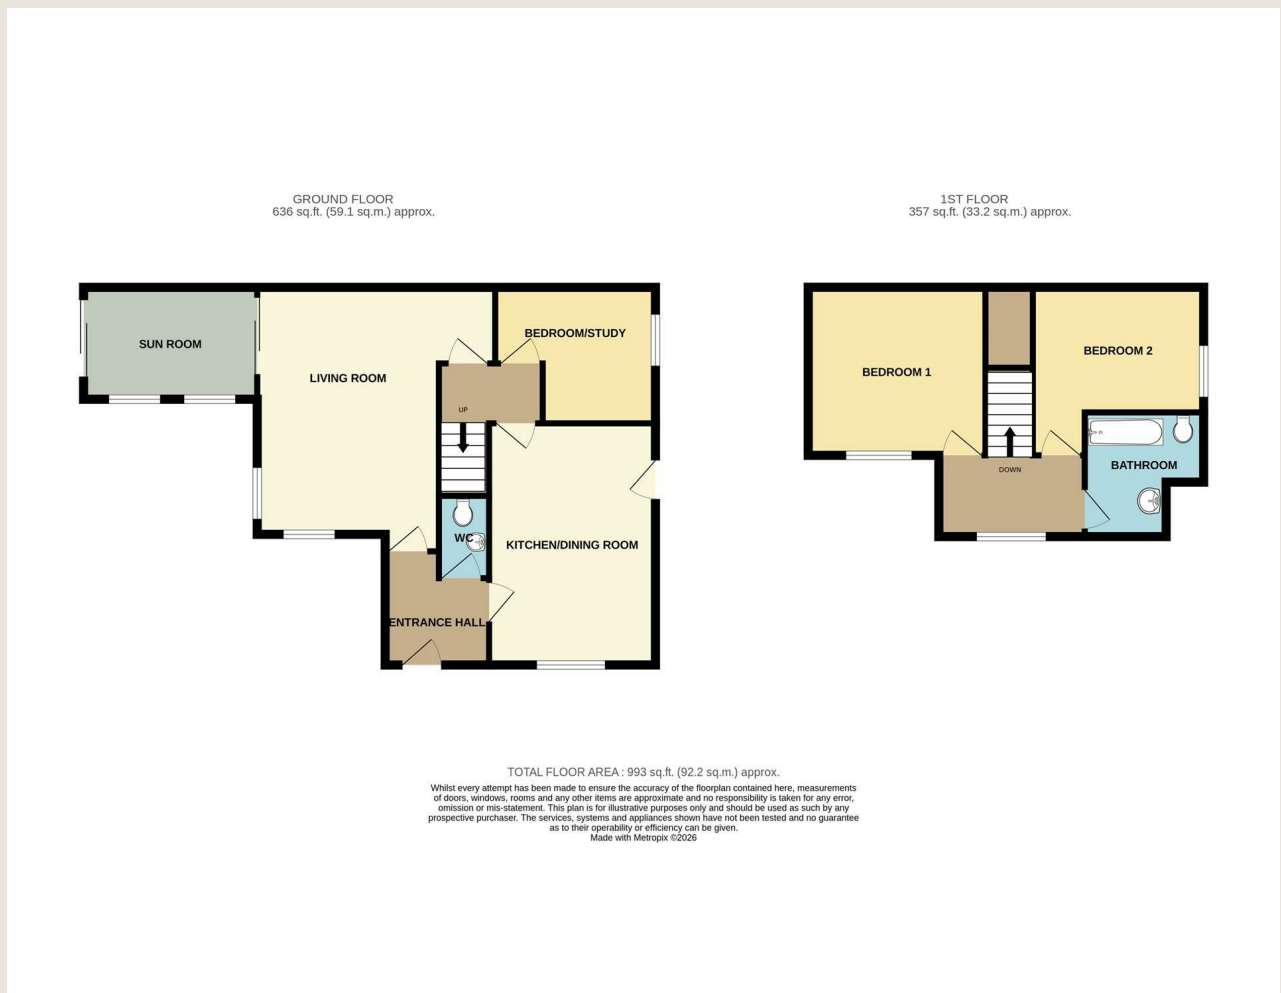 GROUND FLOOR
636 sq.ft. (59.1 sq.m.) approx.
1ST FLOOR
357 sq.ft. (33.2 sq.m.) approx.
SUN ROOM
LIVING ROOM
BEDROOM/STUDY
UP
WC
KITCHEN/DINING ROOM
ENTRANCE HALL
BEDROOM 1
BEDROOM 2
BATHROOM
DOWN
TOTAL FLOOR AREA : 993 sq.ft. (92.2 sq.m.) approx.
Whilst every attempt has been made to ensure the accuracy of the floorplan contained here, measurements
of doors, windows, rooms and any other items are approximate and no responsibility is taken for any error,
omission or mis-statement. This plan is for illustrative purposes only and should be used as such by any
prospective purchaser. The services, systems and appliances shown have not been tested and no guarantee
as to their operability or efficiency can be given.
Made with Metropix ©2026